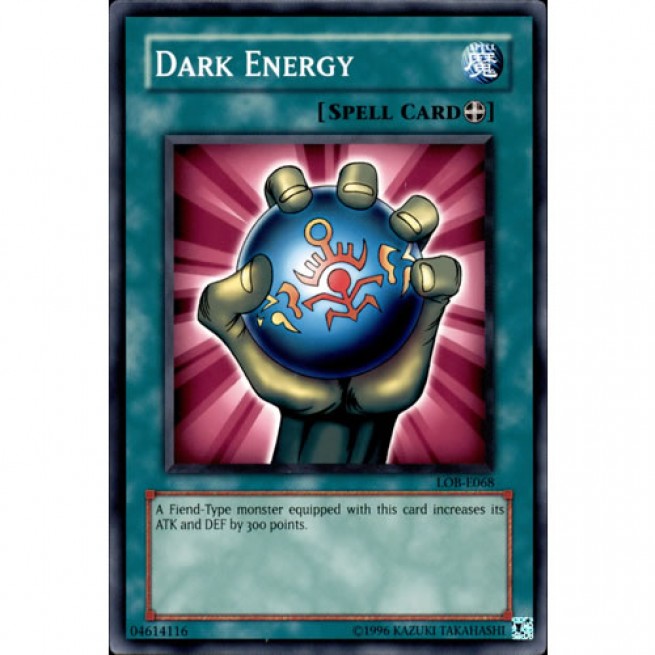 DARK ENERGY
魔
[SPELL CARD]
LOB-E068
A Fiend-Type monster equipped with this card increases its
ATK and DEF by 300 points.
04614116
©1996 KAZUKI TAKAHASHI